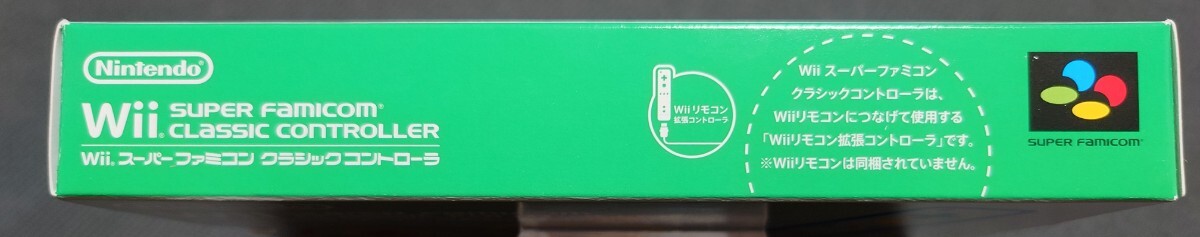 Nintendo
Wii. SUPER FAMICOM
CLASSIC CONTROLLER
Wii. スーパーファミコン クラシックコントローラ
Wii リモコン
拡張コントローラ
Wii スーパーファミコン
クラシックコントローラは、
Wiiリモコンにつなげて使用する
「Wiiリモコン拡張コントローラ」です。
※Wiiリモコンは同梱されていません。
SUPER FAMICOM